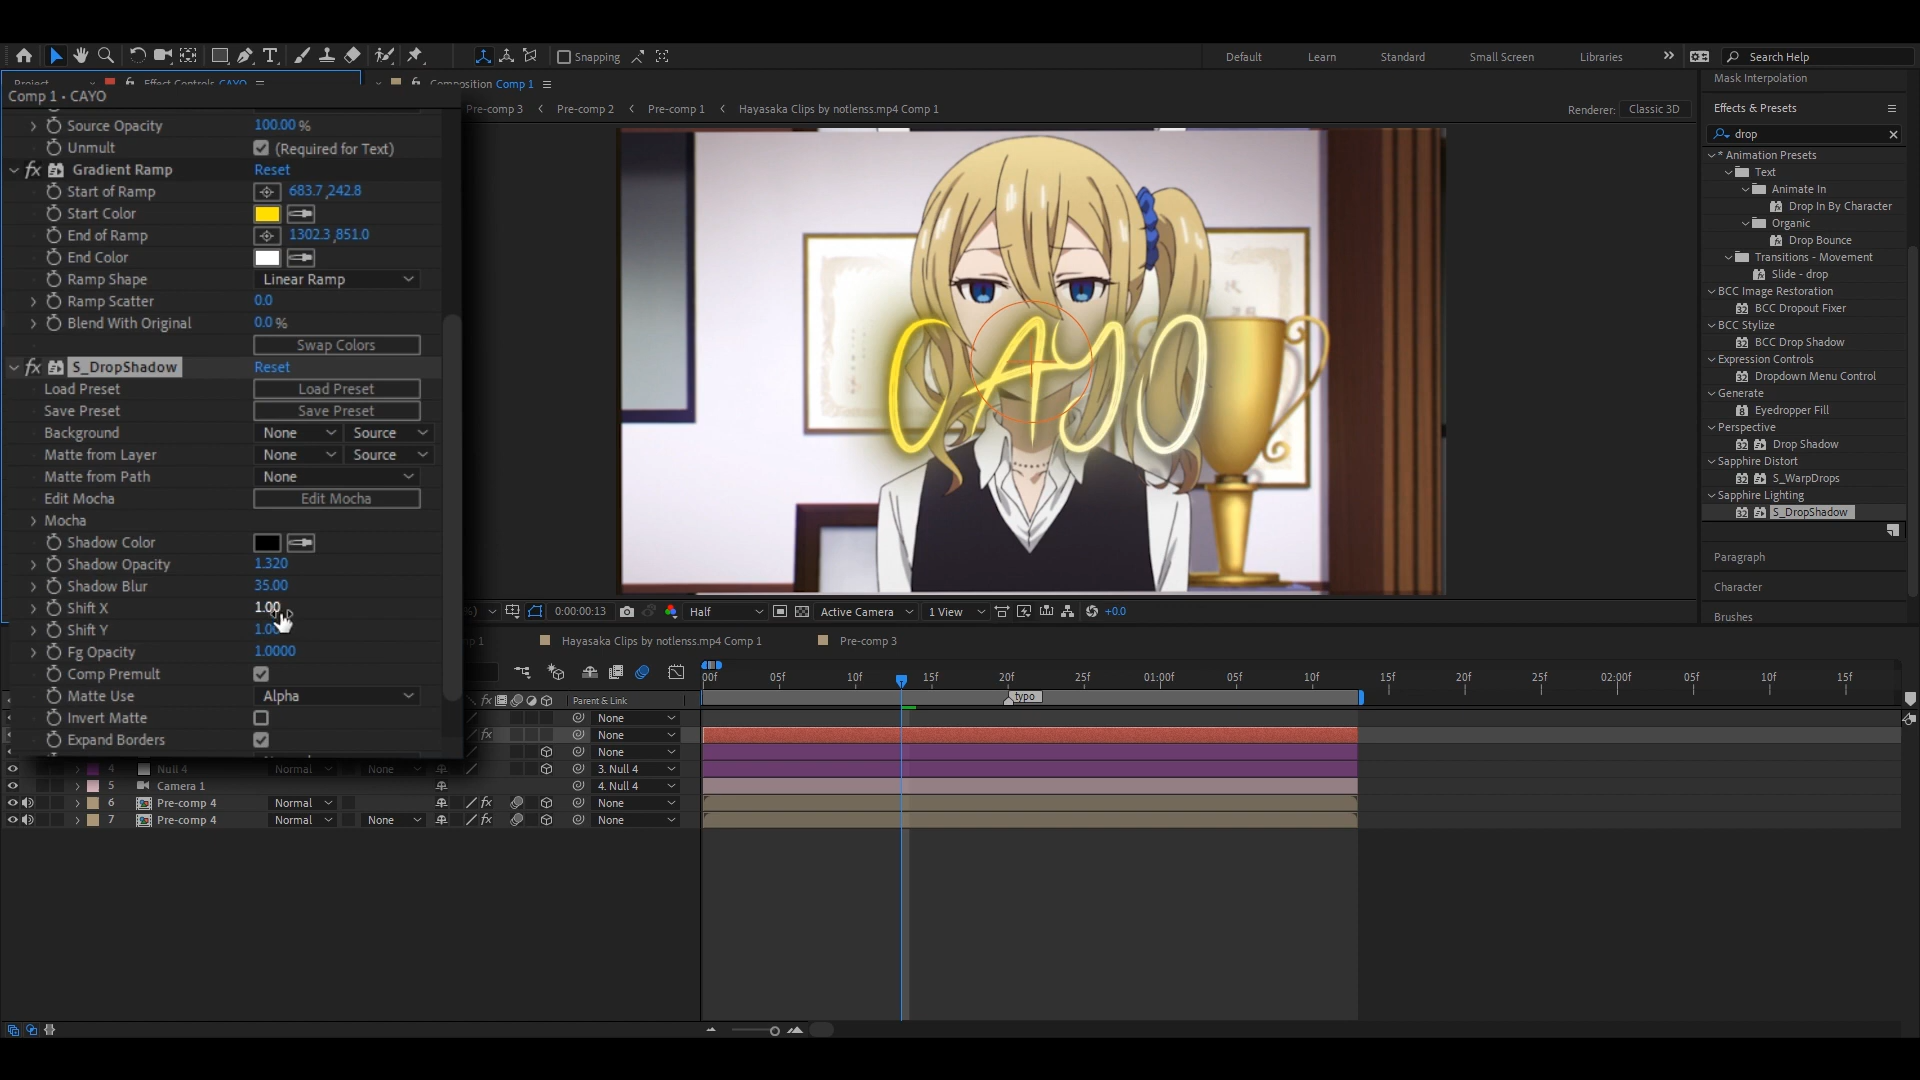 Snapping
Default
Learn
Standard
Small Screen
Libraries
Search Help
Project
Effect Controls CAYO
Composition Comp 1
Mask Interpolation
Comp 1 • CAYO
Pre-comp 3
Pre-comp 2
Pre-comp 1
Hayasaka Clips by notlenss.mp4 Comp 1
Renderer:
Classic 3D
Effects & Presets
Source Opacity
100.00 %
drop
Unmult
(Required for Text)
* Animation Presets
Gradient Ramp
Reset
Text
Start of Ramp
683.7 ,242.8
Animate In
Start Color
Drop In By Character
End of Ramp
1302.3 ,851.0
Organic
Drop Bounce
End Color
Transitions - Movement
Ramp Shape
Linear Ramp
Slide - drop
Ramp Scatter
0.0
BCC Image Restoration
BCC Dropout Fixer
Blend With Original
0.0 %
BCC Stylize
Swap Colors
BCC Drop Shadow
S_DropShadow
Reset
Expression Controls
Load Preset
Load Preset
Dropdown Menu Control
CAYO
Save Preset
Save Preset
Generate
Eyedropper Fill
Background
None
Source
Perspective
Matte from Layer
None
Source
Drop Shadow
Matte from Path
None
Sapphire Distort
S_WarpDrops
Edit Mocha
Edit Mocha
Sapphire Lighting
Mocha
S_DropShadow
Shadow Color
Shadow Opacity
1.320
Paragraph
Shadow Blur
35.00
Character
Shift X
1.00
0:00:00:13
Half
Active Camera
1 View
+0.0
Brushes
Shift Y
1.00
Hayasaka Clips by notlenss.mp4 Comp 1
Pre-comp 3
Fg Opacity
1.0000
Comp Premult
00f
05f
10f
15f
20f
25f
01:00f
05f
10f
15f
20f
25f
02:00f
05f
10f
15f
Matte Use
Alpha
Parent & Link
typo
Invert Matte
None
Expand Borders
None
None
4
Null 4
Normal
None
3. Null 4
5
Camera 1
4. Null 4
6
Pre-comp 4
Normal
None
7
Pre-comp 4
Normal
None
None